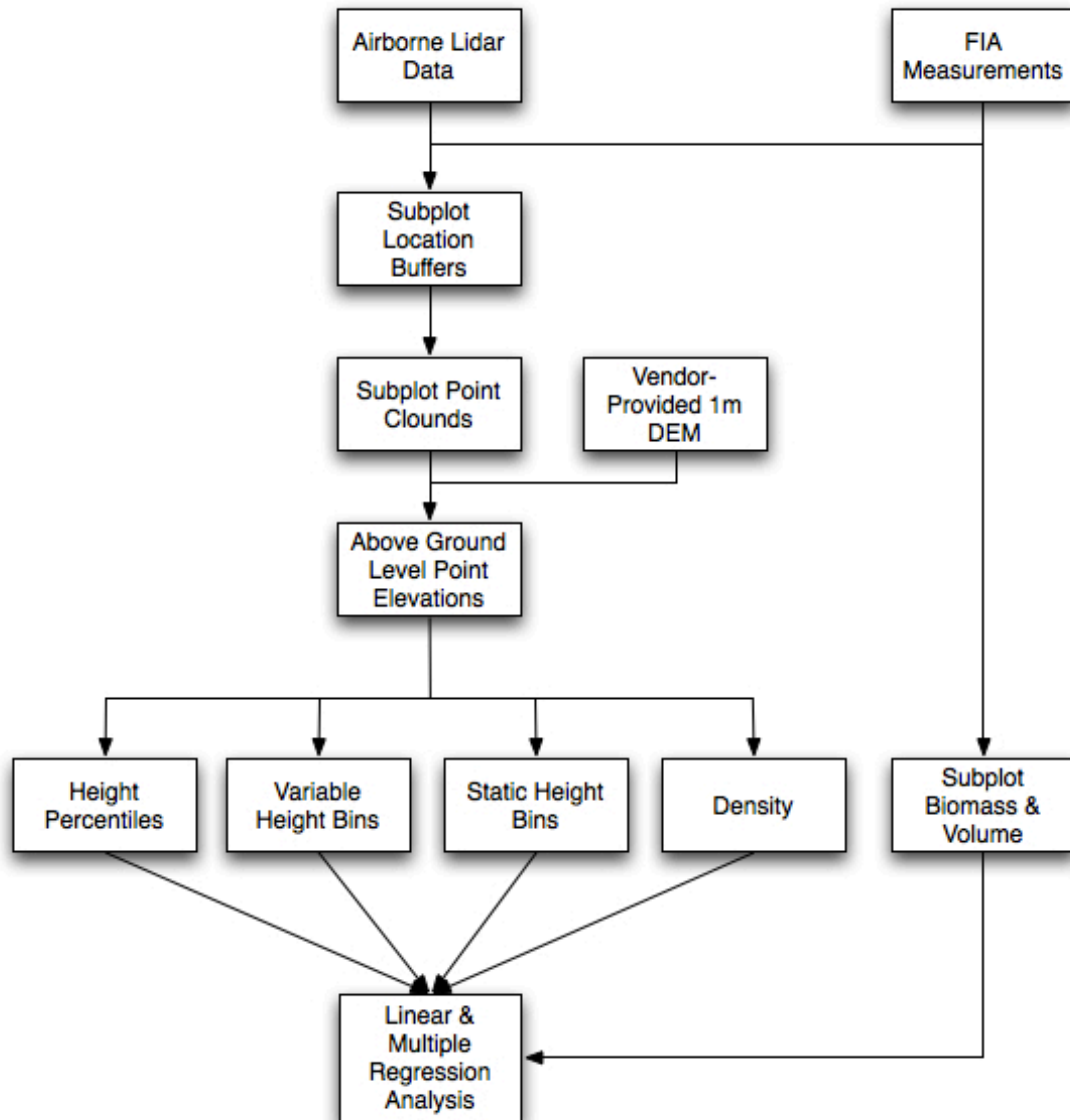 Airborne Lidar
Data
FIA
Measurements
Subplot
Location
Buffers
Subplot Point
Clounds
Vendor-
Provided 1m
DEM
Above Ground
Level Point
Elevations
Height
Percentiles
Variable
Height Bins
Static Height
Bins
Density
Subplot
Biomass &
Volume
Linear &
Multiple
Regression
Analysis